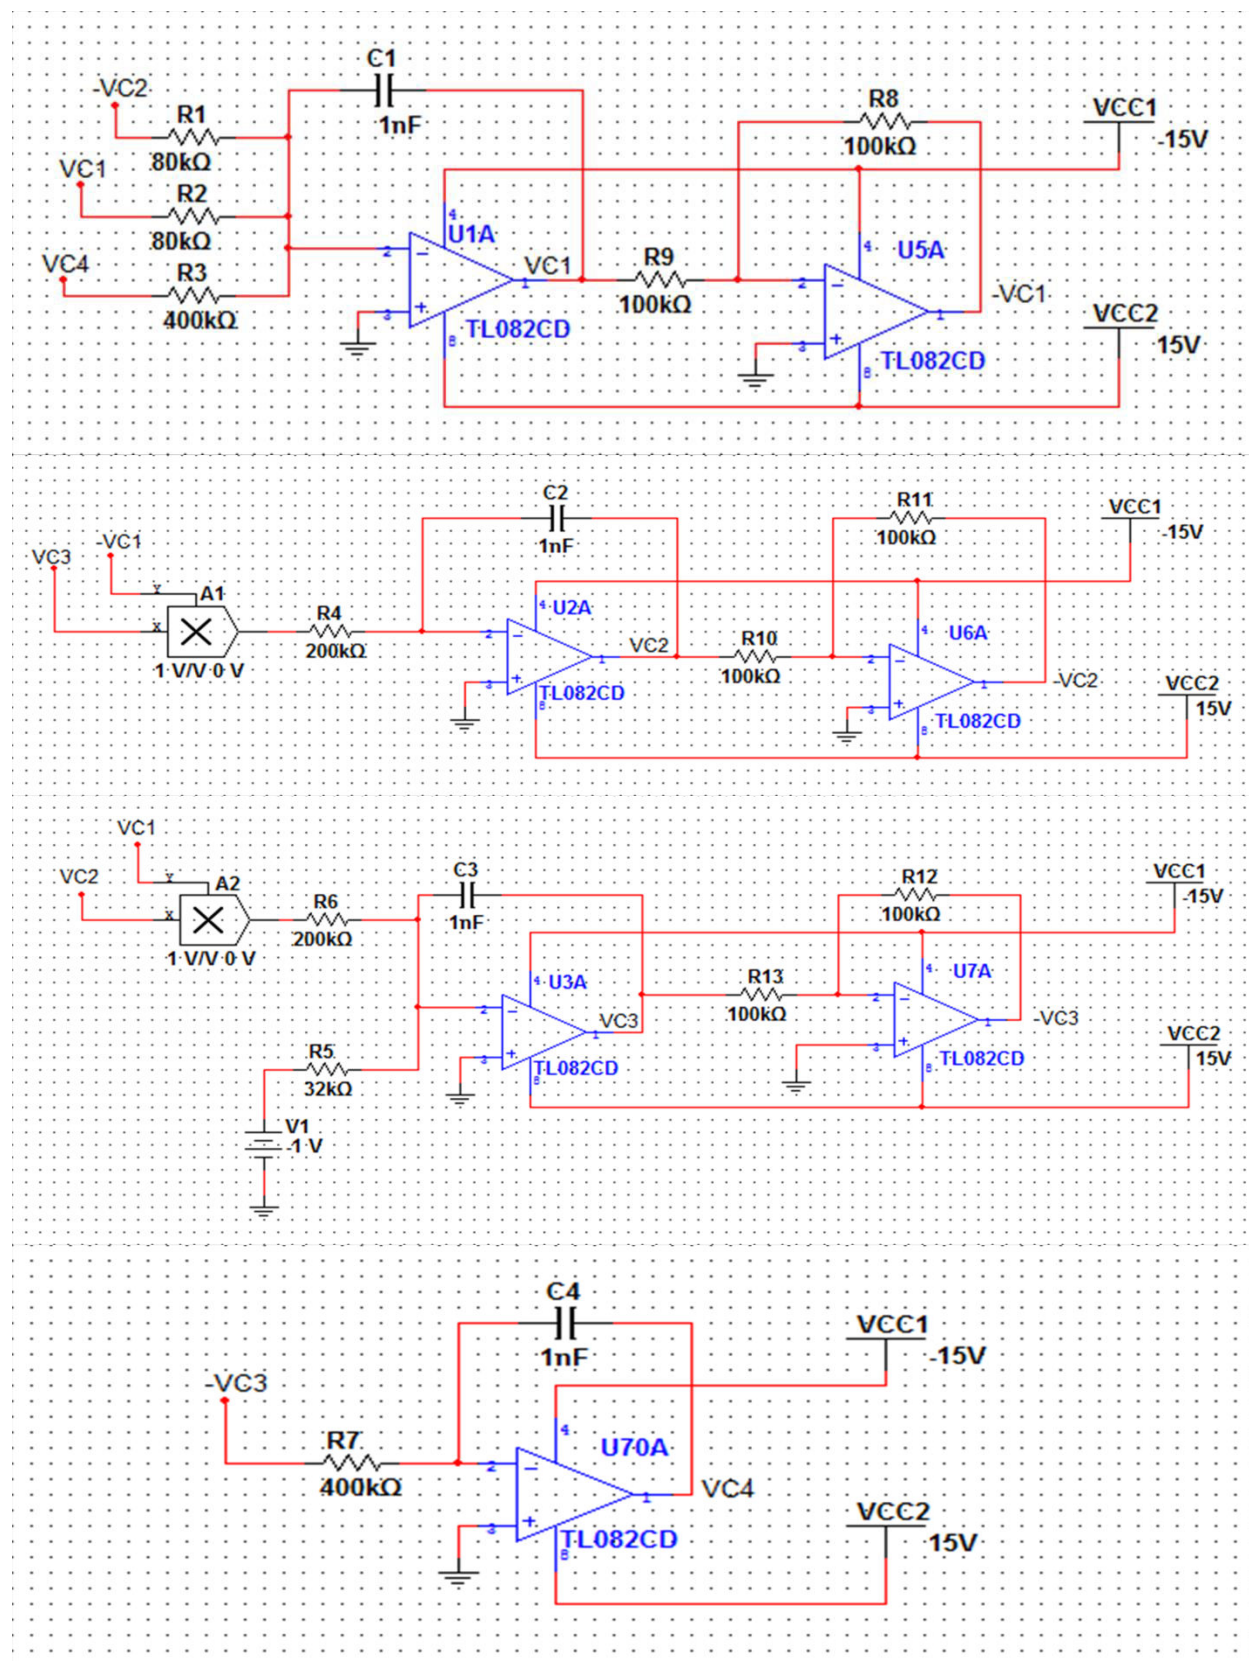 C1
1nF
-VC2
R1
80kΩ
VC1
R2
80kΩ
VC4
R3
400kΩ
4
U1A
2
3
8
1
VC1
TL082CD
R9
100kΩ
R8
100kΩ
4
U5A
2
3
8
1
-VC1
TL082CD
VCC1
-15V
VCC2
15V
C2
1nF
VC3
-VC1
Y
X
A1
1 V/V 0 V
R4
200kΩ
4
U2A
2
3
8
1
VC2
TL082CD
R10
100kΩ
R11
100kΩ
4
U6A
2
3
8
1
-VC2
TL082CD
VCC1
-15V
VCC2
15V
VC1
VC2
Y
X
A2
1 V/V 0 V
R6
200kΩ
C3
1nF
R5
32kΩ
V1
-1 V
4
U3A
2
3
8
1
VC3
TL082CD
R13
100kΩ
R12
100kΩ
4
U7A
2
3
8
1
-VC3
TL082CD
VCC1
-15V
VCC2
15V
C4
1nF
-VC3
R7
400kΩ
4
U70A
2
3
8
1
VC4
TL082CD
VCC1
-15V
VCC2
15V